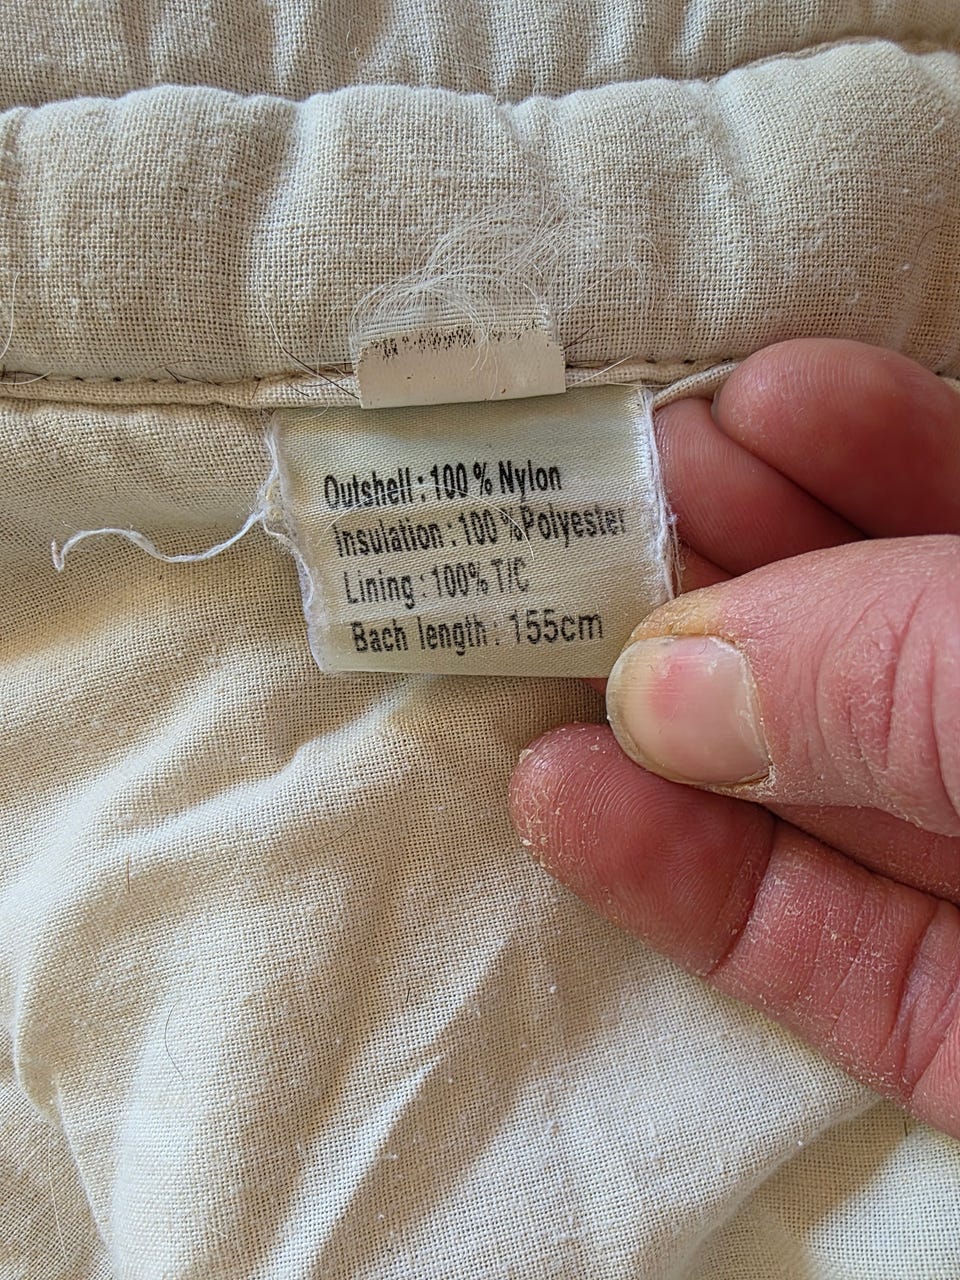 Outshell : 100 % Nylon
Insulation : 100 % Polyester
Lining : 100% T/C
Bach length : 155cm